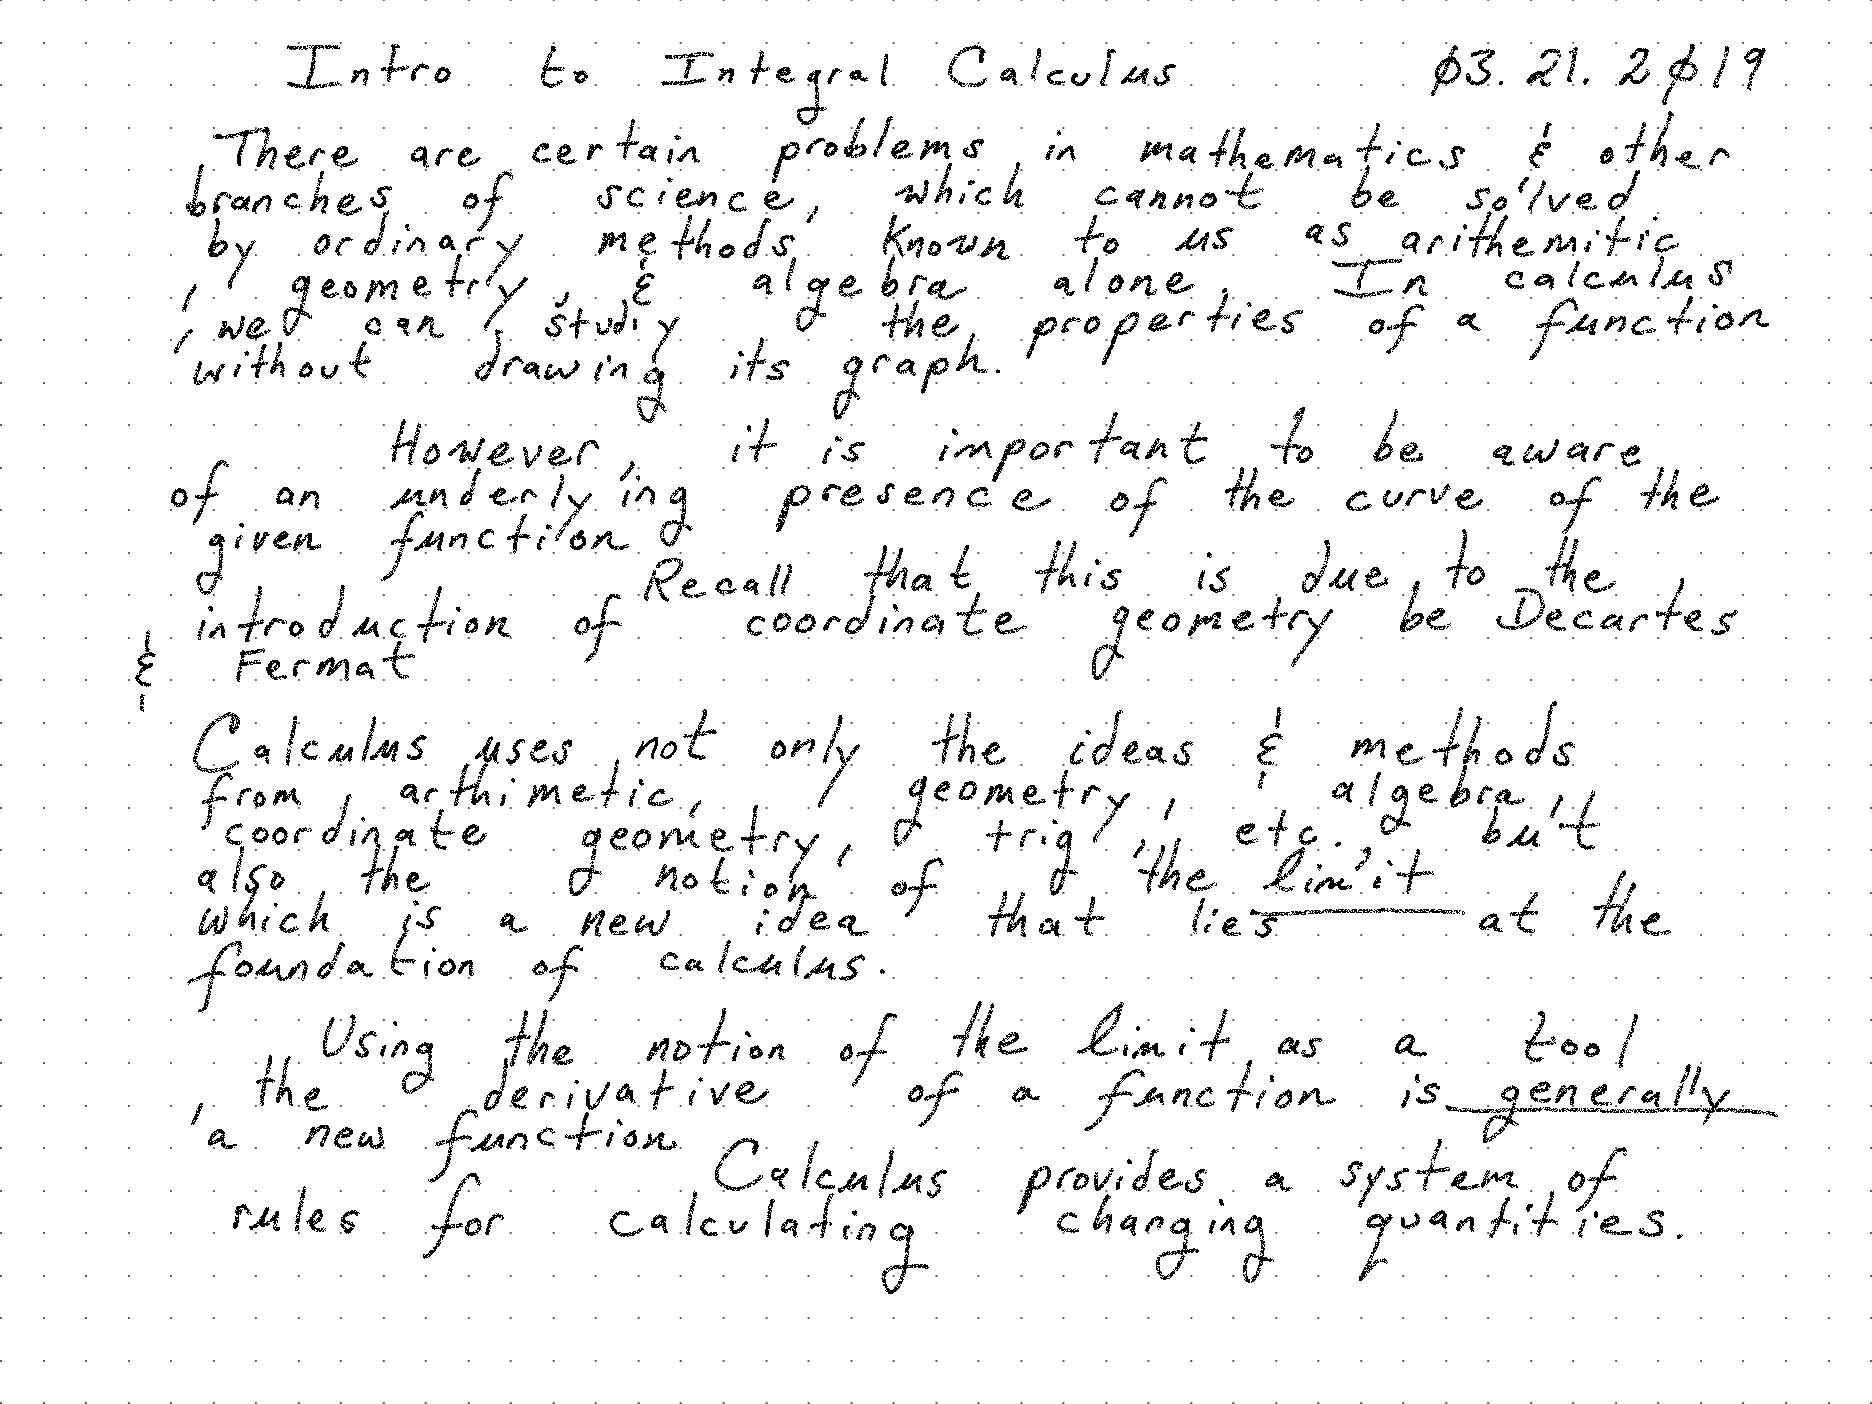 Intro to Integral Calculus 03.21.2019
There are certain problems in mathematics & other
branches of science, which cannot be solved
by ordinary methods known to us as arithemitic
, geometry, & algebra alone. In calculus
, we can study the properties of a function
without drawing its graph.
However, it is important to be aware
of an underlying presence of the curve of the
given function
Recall that this is due to the
introduction of coordinate geometry be Decartes
& Fermat
Calculus uses not only the ideas & methods
from arthimetic, geometry, algebra,
coordinate geometry, trig, etc., but
also the notion of the limit
which is a new idea that lies at the
foundation of calculus.
Using the notion of the limit as a tool
, the derivative of a function is generally
a new function
Calculus provides a system of
rules for calculating changing quantities.